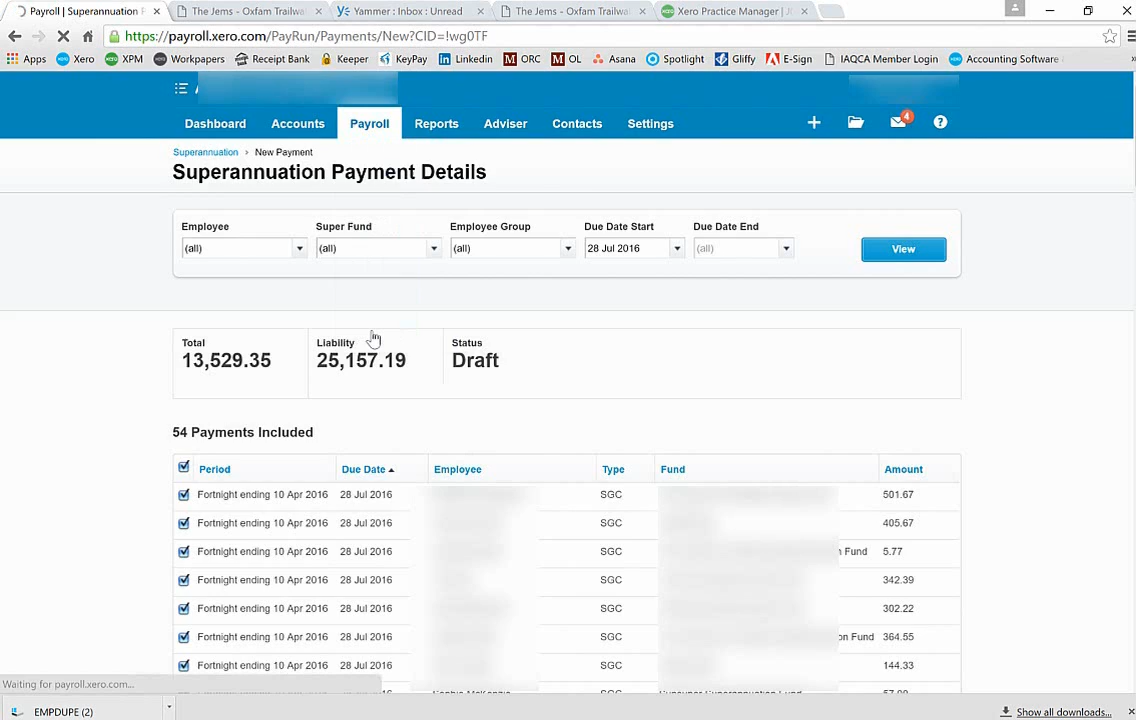 Payroll | Superannuation
The Jems - Oxfam Trailwa
Yammer : Inbox : Unread
The Jems - Oxfam Trailwa
Xero Practice Manager |
https://payroll.xero.com/PayRun/Payments/New?CID=!wg0TF
Apps Xero XPM Workpapers Receipt Bank Keeper KeyPay Linkedin ORC OL Asana Spotlight Gliffy E-Sign IAQCA Member Login Accounting Software
Dashboard Accounts Payroll Reports Adviser Contacts Settings 4
Superannuation › New Payment
Superannuation Payment Details
Employee Super Fund Employee Group Due Date Start Due Date End
(all) (all) (all) 28 Jul 2016 (all) View
Total Liability Status
13,529.35 25,157.19 Draft
54 Payments Included
Period Due Date Employee Type Fund Amount
Fortnight ending 10 Apr 2016 28 Jul 2016 SGC 501.67
Fortnight ending 10 Apr 2016 28 Jul 2016 SGC 405.67
Fortnight ending 10 Apr 2016 28 Jul 2016 SGC n Fund 5.77
Fortnight ending 10 Apr 2016 28 Jul 2016 SGC 342.39
Fortnight ending 10 Apr 2016 28 Jul 2016 SGC 302.22
Fortnight ending 10 Apr 2016 28 Jul 2016 SGC on Fund 364.55
Fortnight ending 10 Apr 2016 28 Jul 2016 SGC 144.33
Waiting for payroll.xero.com...
EMPDUPE (2)
Show all downloads...